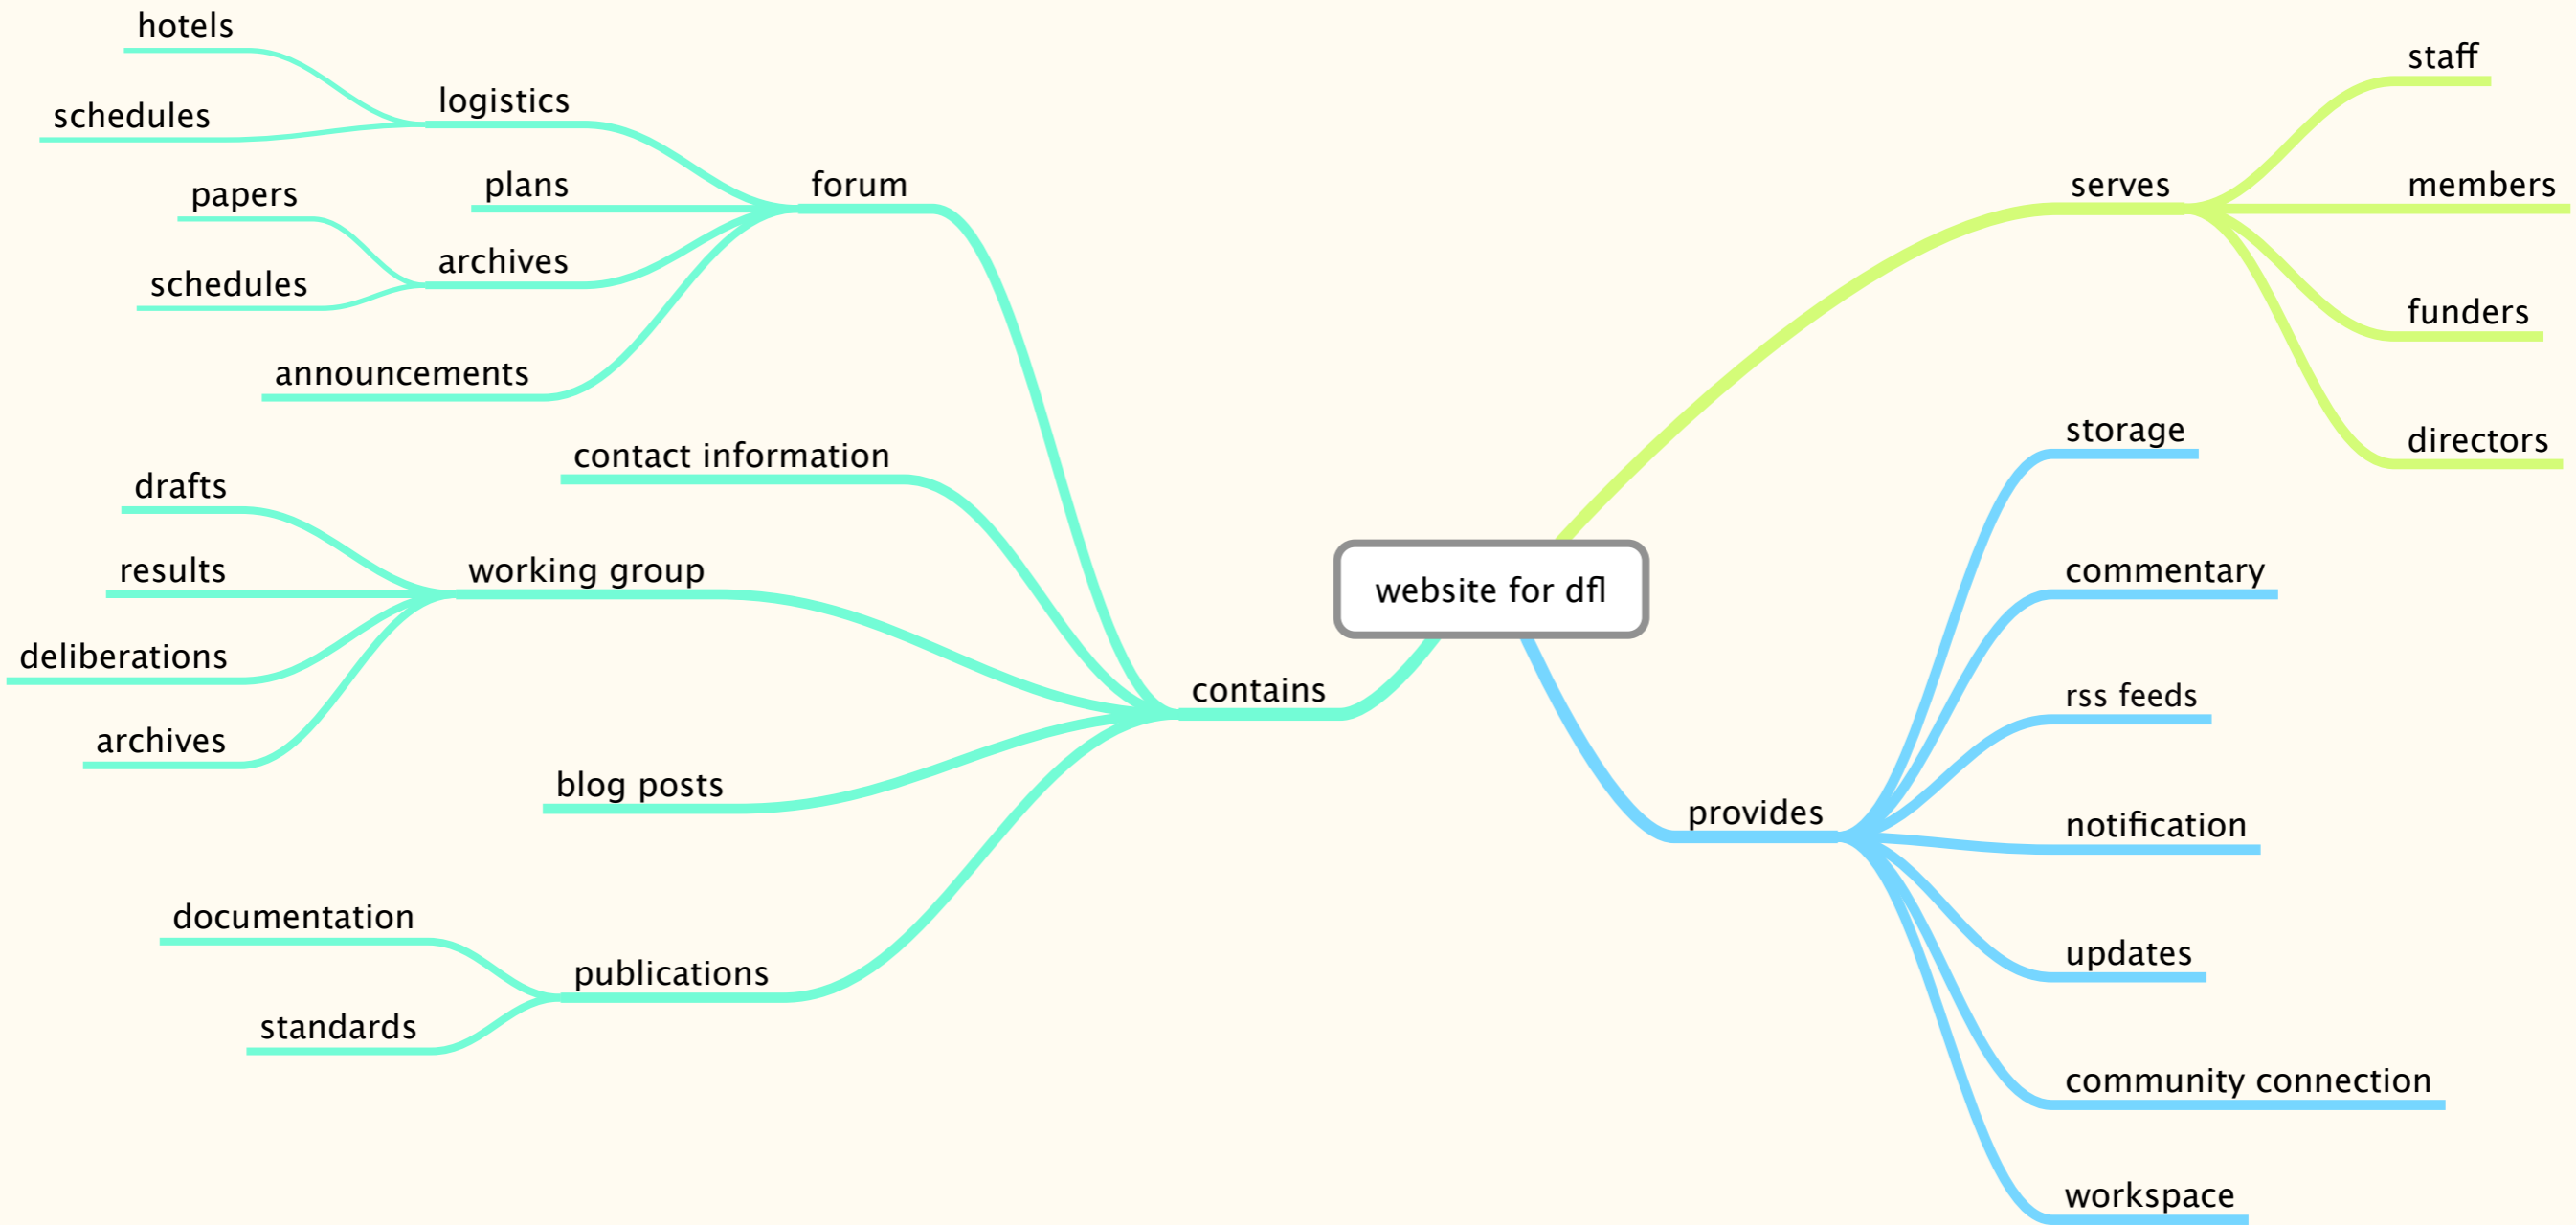 hotels
schedules
logistics
papers
plans
forum
schedules
archives
announcements
contact information
drafts
results
working group
deliberations
archives
blog posts
documentation
publications
standards
contains
website for dfl
serves
staff
members
funders
directors
provides
storage
commentary
rss feeds
notification
updates
community connection
workspace